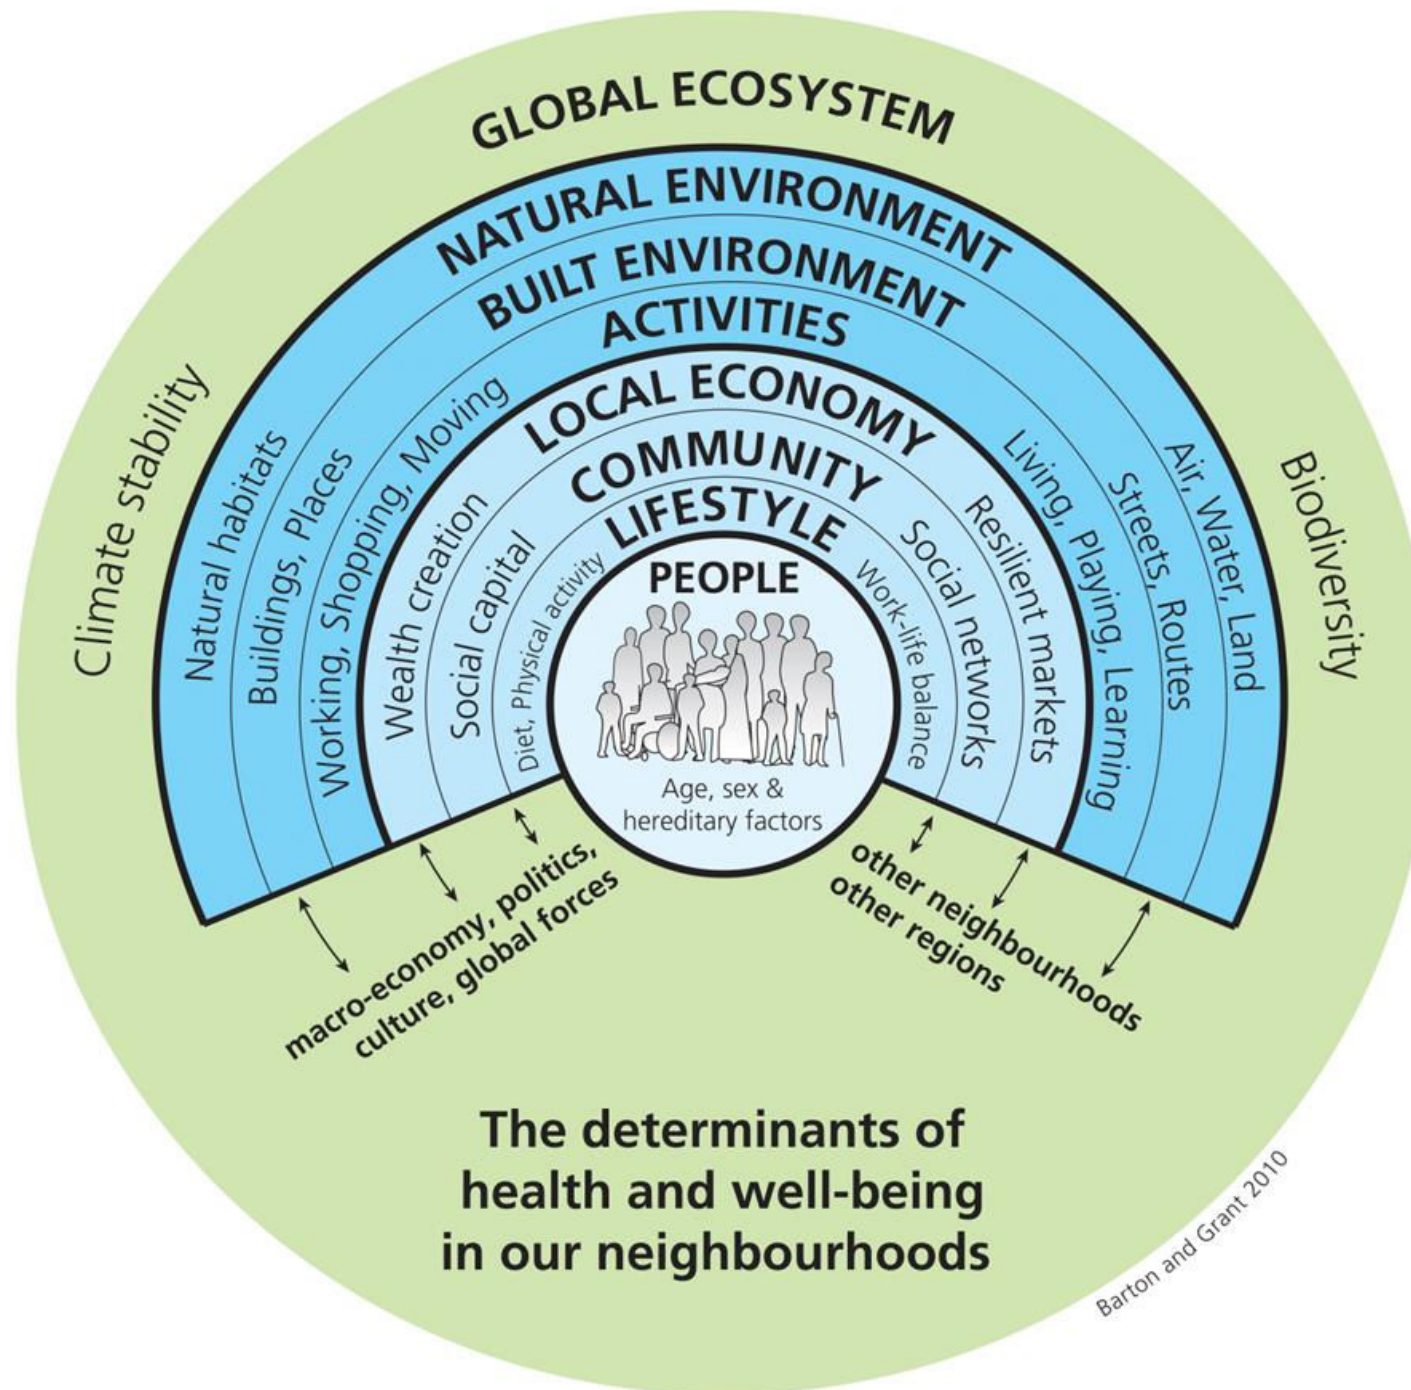 GLOBAL ECOSYSTEM
NATURAL ENVIRONMENT
BUILT ENVIRONMENT
ACTIVITIES
LOCAL ECONOMY
COMMUNITY
LIFESTYLE
PEOPLE
Age, sex &
hereditary factors
Climate stability
Biodiversity
Natural habitats
Air, Water, Land
Buildings, Places
Streets, Routes
Working, Shopping, Moving
Living, Playing, Learning
Wealth creation
Resilient markets
Social capital
Social networks
Diet, Physical activity
Work-life balance
macro-economy, politics,
culture, global forces
other neighbourhoods
other regions
The determinants of
health and well-being
in our neighbourhoods
Barton and Grant 2010